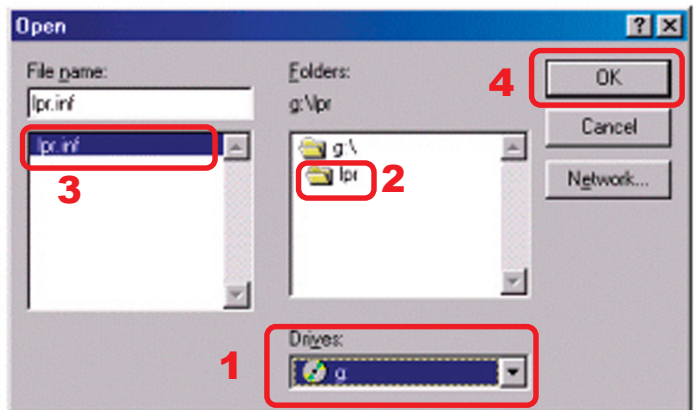 Open
File name:
lpr.inf
lpr.inf
3
Folders:
g:\lpr
g:\
lpr
2
Drives:
1
g
4
OK
Cancel
Network...